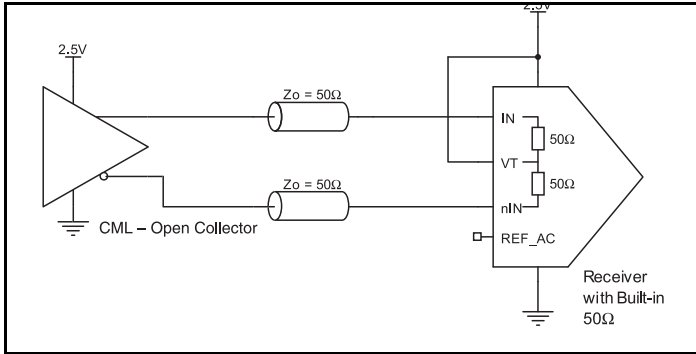 2.5V
2.5V
Zo = 50Ω
IN
50Ω
VT
50Ω
Zo = 50Ω
nIN
REF_AC
CML – Open Collector
Receiver
with Built-in
50Ω